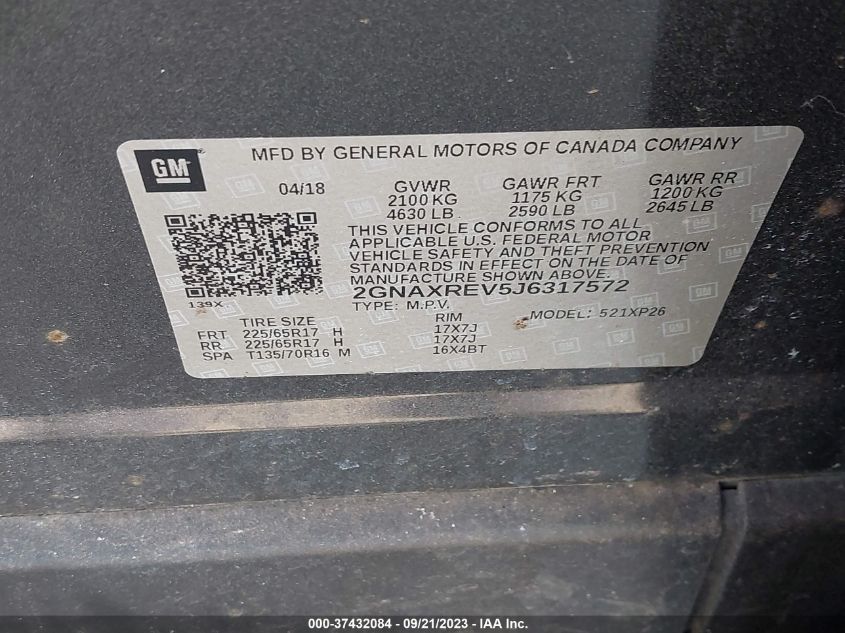 GM
MFD BY GENERAL MOTORS OF CANADA COMPANY
04/18 GVWR GAWR FRT GAWR RR
2100 KG 1175 KG 1200 KG
4630 LB 2590 LB 2645 LB
THIS VEHICLE CONFORMS TO ALL
APPLICABLE U.S. FEDERAL MOTOR
VEHICLE SAFETY AND THEFT PREVENTION
STANDARDS IN EFFECT ON THE DATE OF
MANUFACTURE SHOWN ABOVE.
139X
2GNAXREV5J6317572
TYPE: M.P.V. MODEL: 521XP26
TIRE SIZE RIM
FRT 225/65R17 H 17X7J
RR 225/65R17 H 17X7J
SPA T135/70R16 M 16X4BT
000-37432084 - 09/21/2023 - IAA Inc.